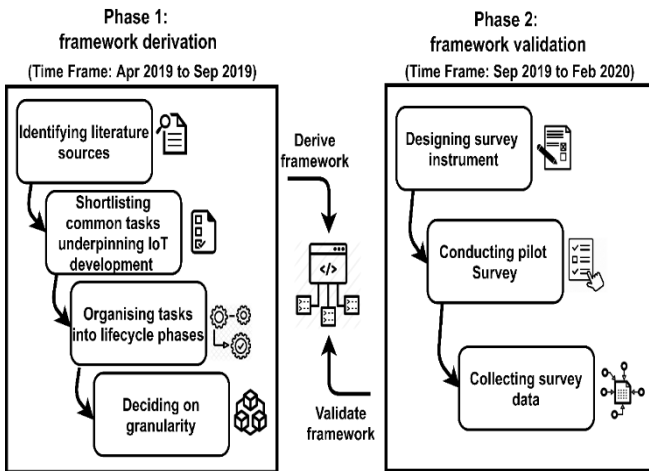 Phase 1:
framework derivation
(Time Frame: Apr 2019 to Sep 2019)
Identifying literature
sources
Shortlisting
common tasks
underpinning IoT
development
Organising tasks
into lifecycle phases
Deciding on
granularity
Derive
framework
</>
Validate
framework
Phase 2:
framework validation
(Time Frame: Sep 2019 to Feb 2020)
Designing survey
instrument
Conducting pilot
Survey
Collecting survey
data